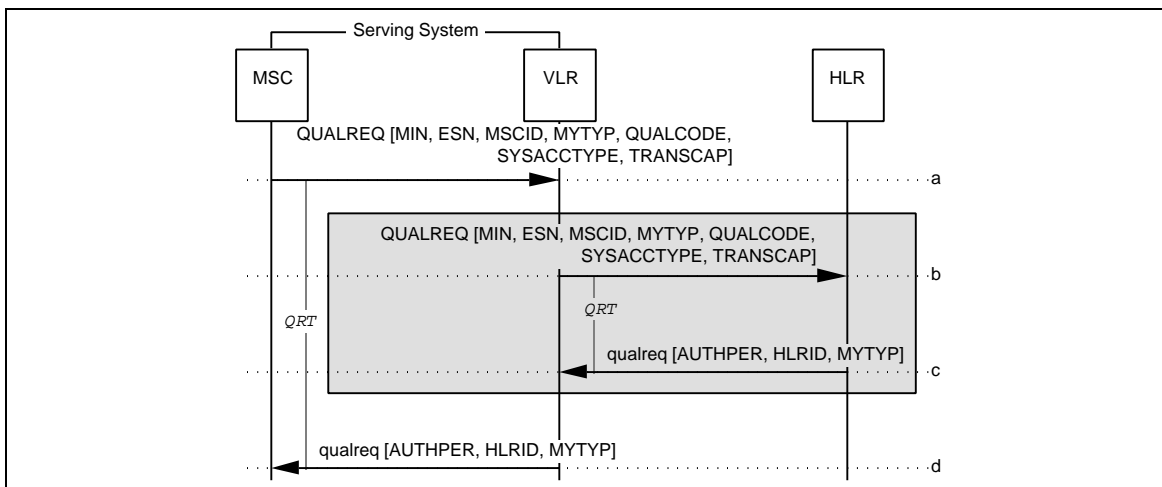 Serving System
MSC
VLR
HLR
QUALREQ [MIN, ESN, MSCID, MYTYP, QUALCODE,
SYSACCTYPE, TRANSCAP]
a
QUALREQ [MIN, ESN, MSCID, MYTYP, QUALCODE,
SYSACCTYPE, TRANSCAP]
b
QRT
QRT
qualreq [AUTHPER, HLRID, MYTYP]
c
qualreq [AUTHPER, HLRID, MYTYP]
d